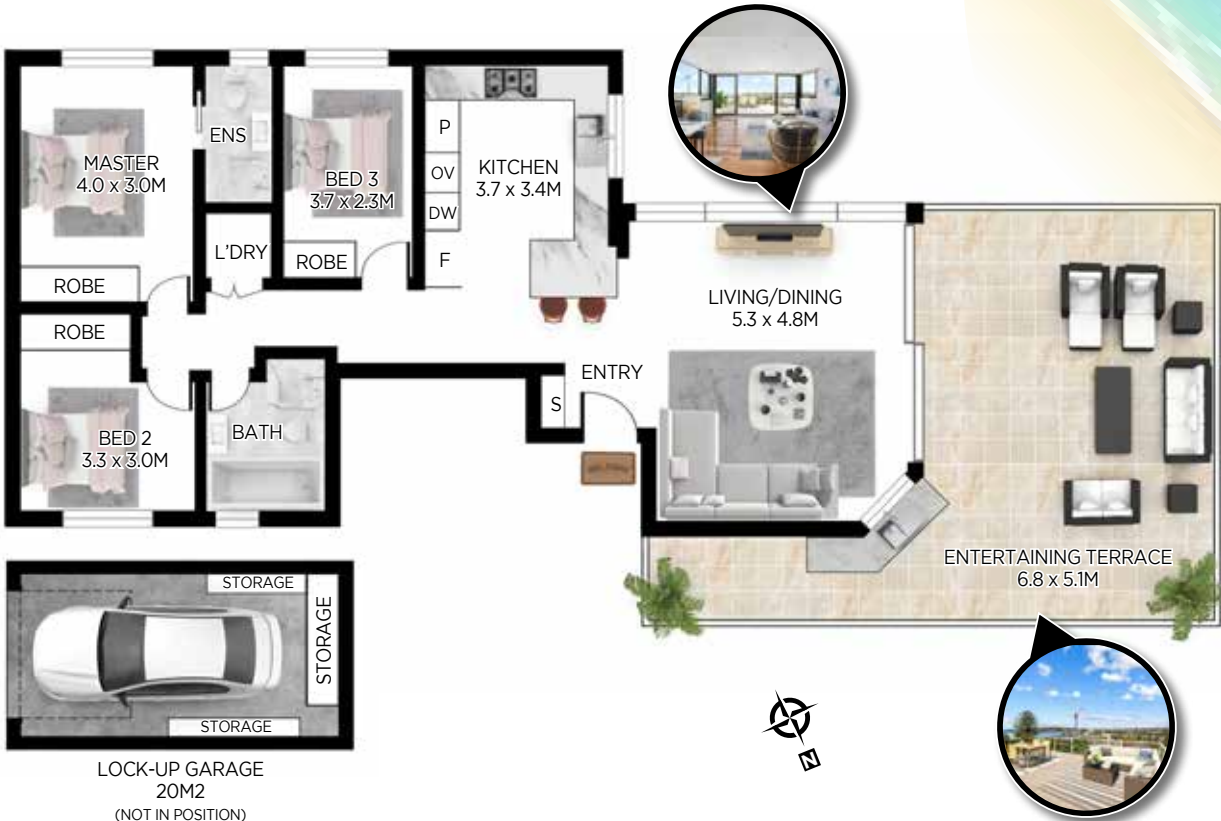 MASTER
4.0 x 3.0M
ENS
BED 3
3.7 x 2.3M
P
OV
DW
F
KITCHEN
3.7 x 3.4M
L'DRY
ROBE
ROBE
ROBE
LIVING/DINING
5.3 x 4.8M
ENTRY
S
BED 2
3.3 x 3.0M
BATH
ENTERTAINING TERRACE
6.8 x 5.1M
STORAGE
STORAGE
STORAGE
LOCK-UP GARAGE
20M2
(NOT IN POSITION)
N